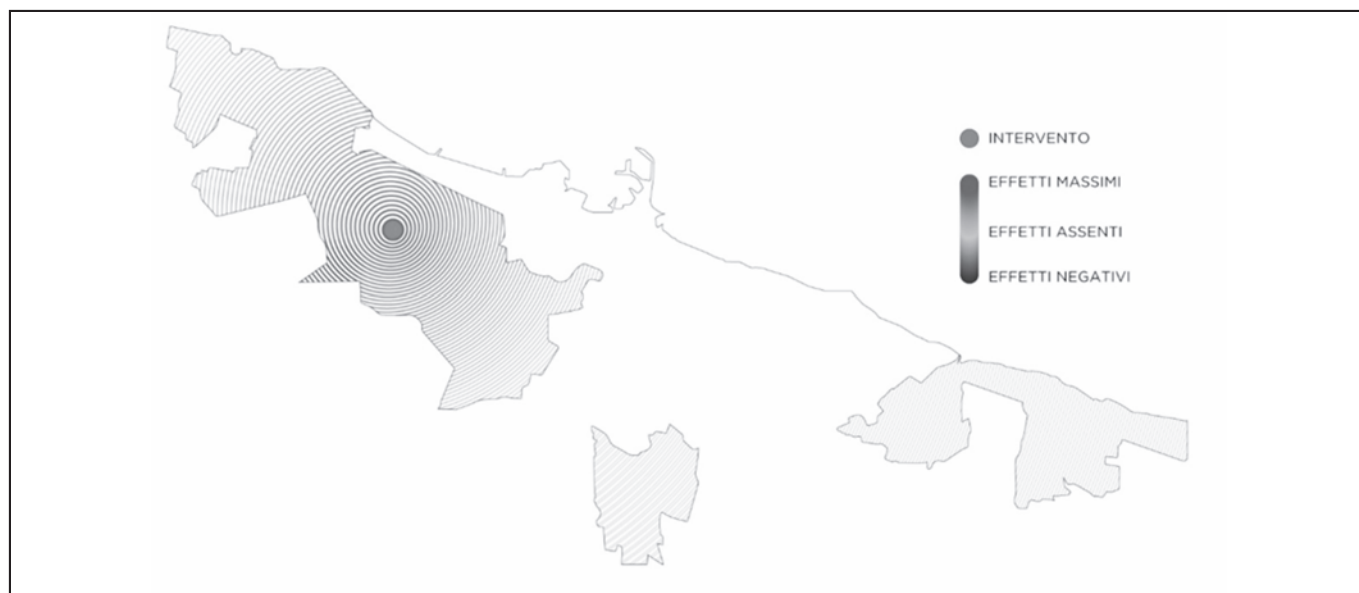 INTERVENTO
EFFETTI MASSIMI
EFFETTI ASSENTI
EFFETTI NEGATIVI